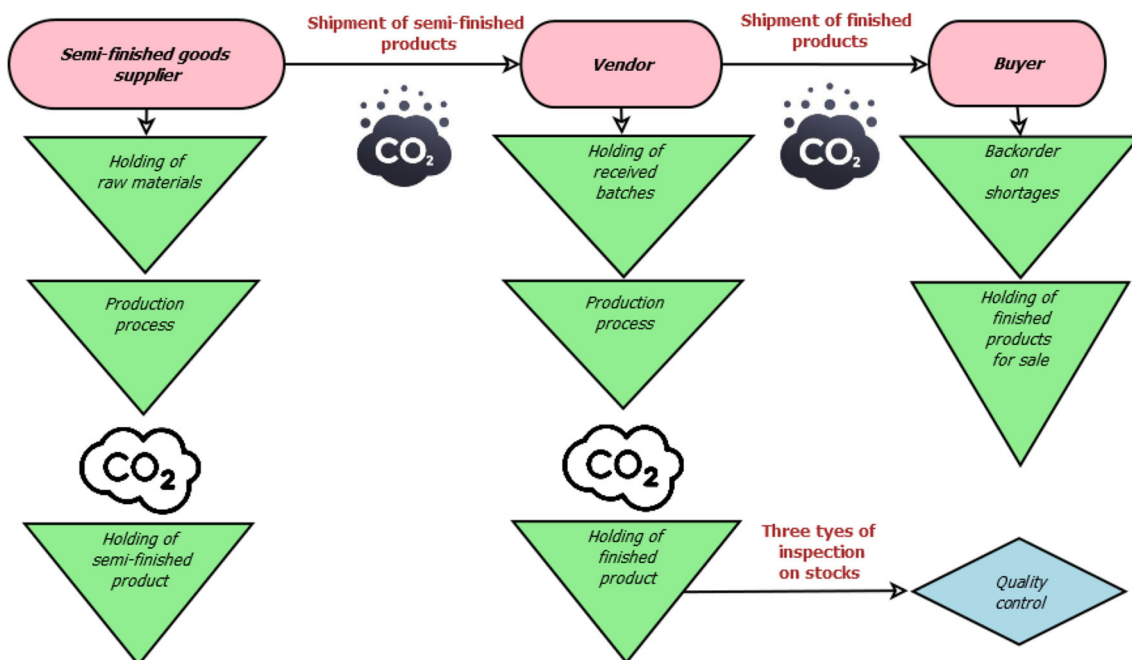 Semi-finished goods
supplier
Shipment of semi-finished
products
Vendor
Shipment of finished
products
Buyer
CO₂
CO₂
Holding of
raw materials
Holding of
received
batches
Backorder
on
shortages
Production
process
Production
process
Holding of
finished
products
for sale
CO₂
CO₂
Holding of
semi-finished
product
Holding of
finished
product
Three tyes of
inspection
on stocks
Quality
control